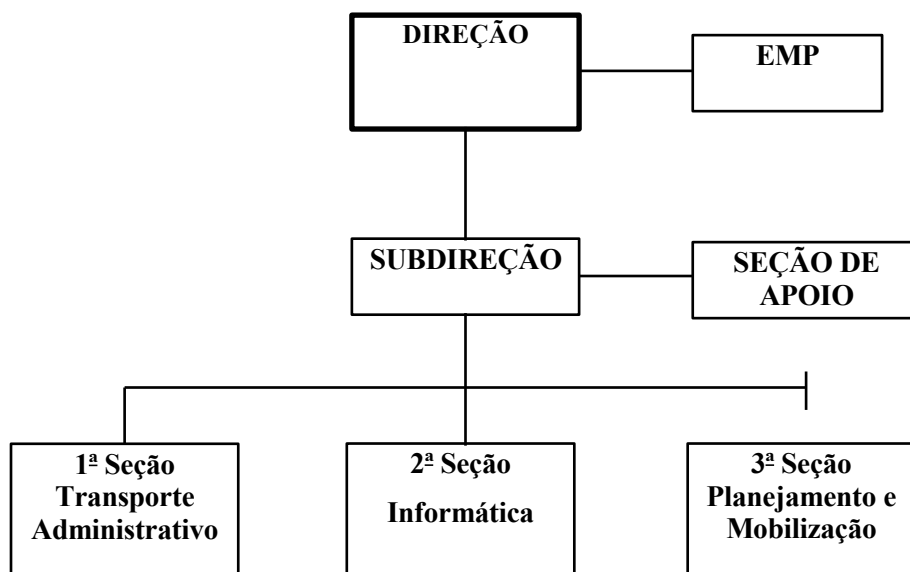 DIREÇÃO
EMP
SUBDIREÇÃO
SEÇÃO DE
APOIO
1ª Seção
Transporte
Administrativo
2ª Seção
Informática
3ª Seção
Planejamento e
Mobilização